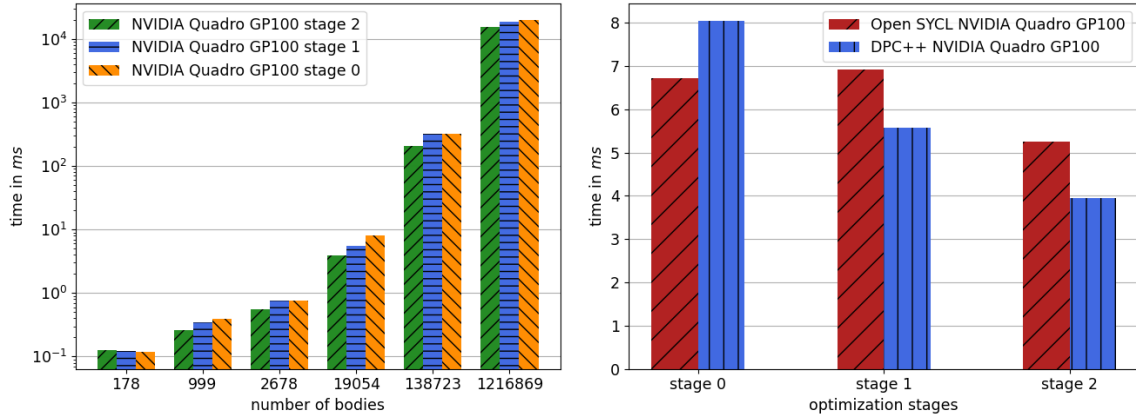 NVIDIA Quadro GP100 stage 2
NVIDIA Quadro GP100 stage 1
NVIDIA Quadro GP100 stage 0
time in ms
10^4
10^3
10^2
10^1
10^0
10^-1
178 999 2678 19054 138723 1216869
number of bodies
Open SYCL NVIDIA Quadro GP100
DPC++ NVIDIA Quadro GP100
time in ms
8
7
6
5
4
3
2
1
0
stage 0 stage 1 stage 2
optimization stages